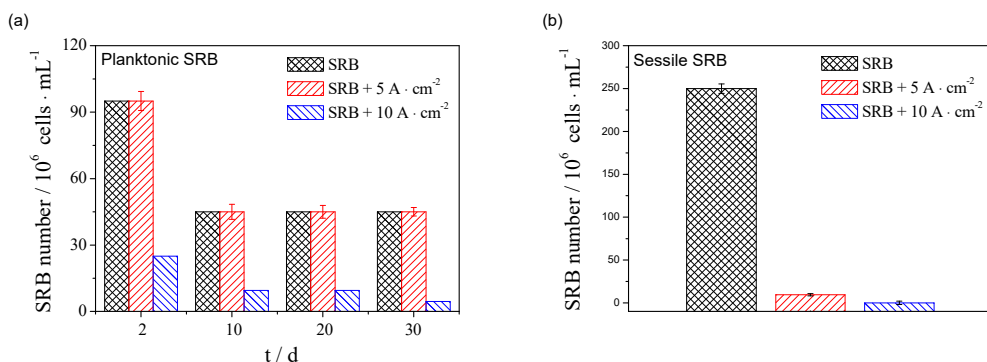 (a)
Planktonic SRB
SRB
SRB + 5 A · cm⁻²
SRB + 10 A · cm⁻²
SRB number / 10⁶ cells · mL⁻¹
120
90
60
30
0
2 10 20 30
t / d
(b)
Sessile SRB
SRB
SRB + 5 A · cm⁻²
SRB + 10 A · cm⁻²
SRB number / 10⁶ cells · mL⁻¹
300
250
200
150
100
50
0